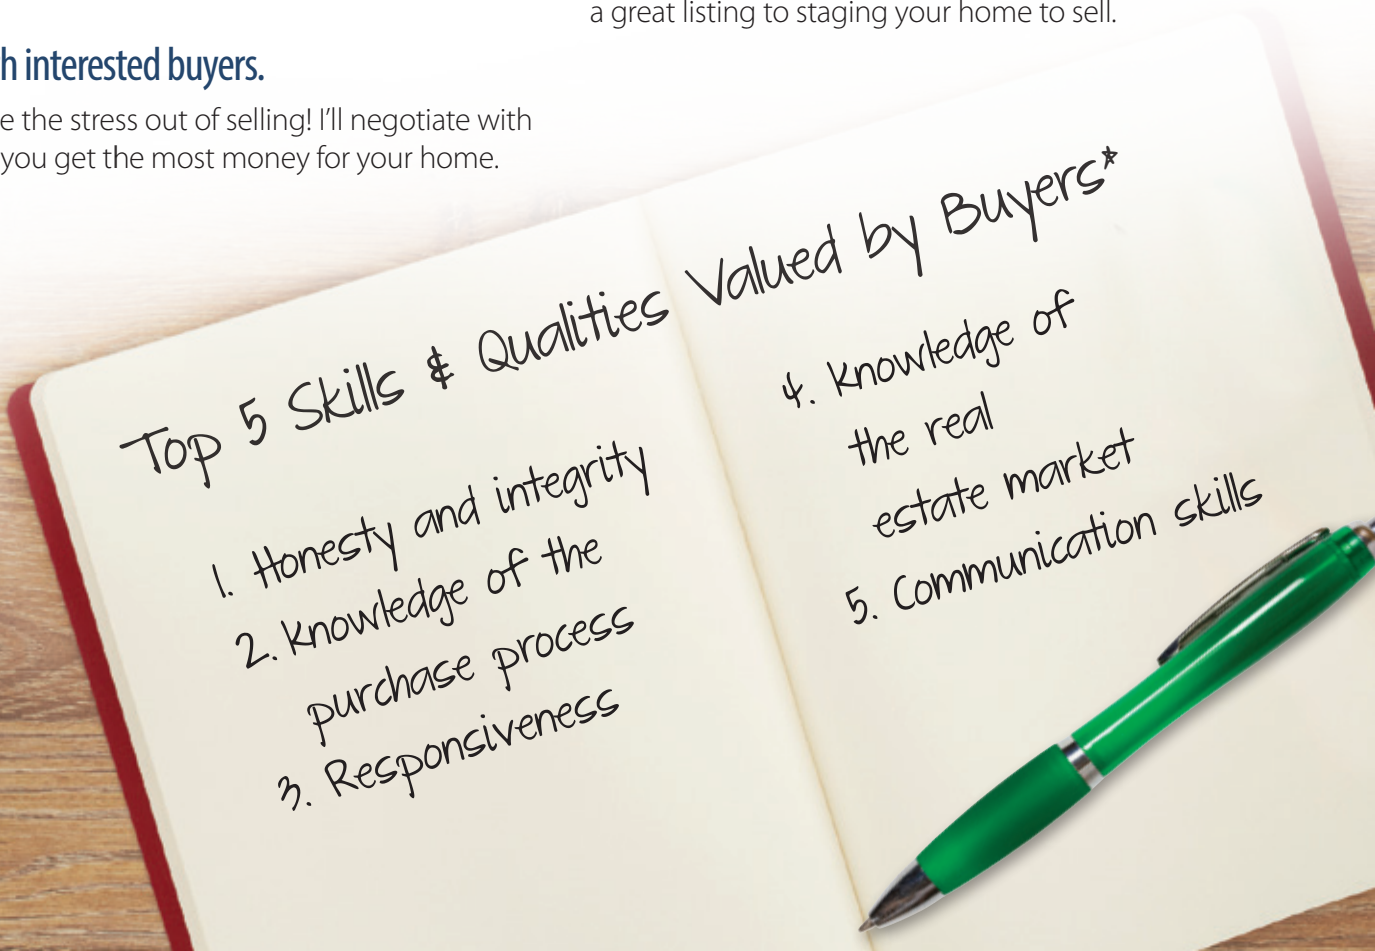 a great listing to staging your home to sell.
h interested buyers.
e the stress out of selling! I'll negotiate with
you get the most money for your home.
Top 5 Skills & Qualities Valued by Buyers*
1. Honesty and integrity
2. Knowledge of the
purchase process
3. Responsiveness
4. Knowledge of
the real
estate market
5. Communication skills